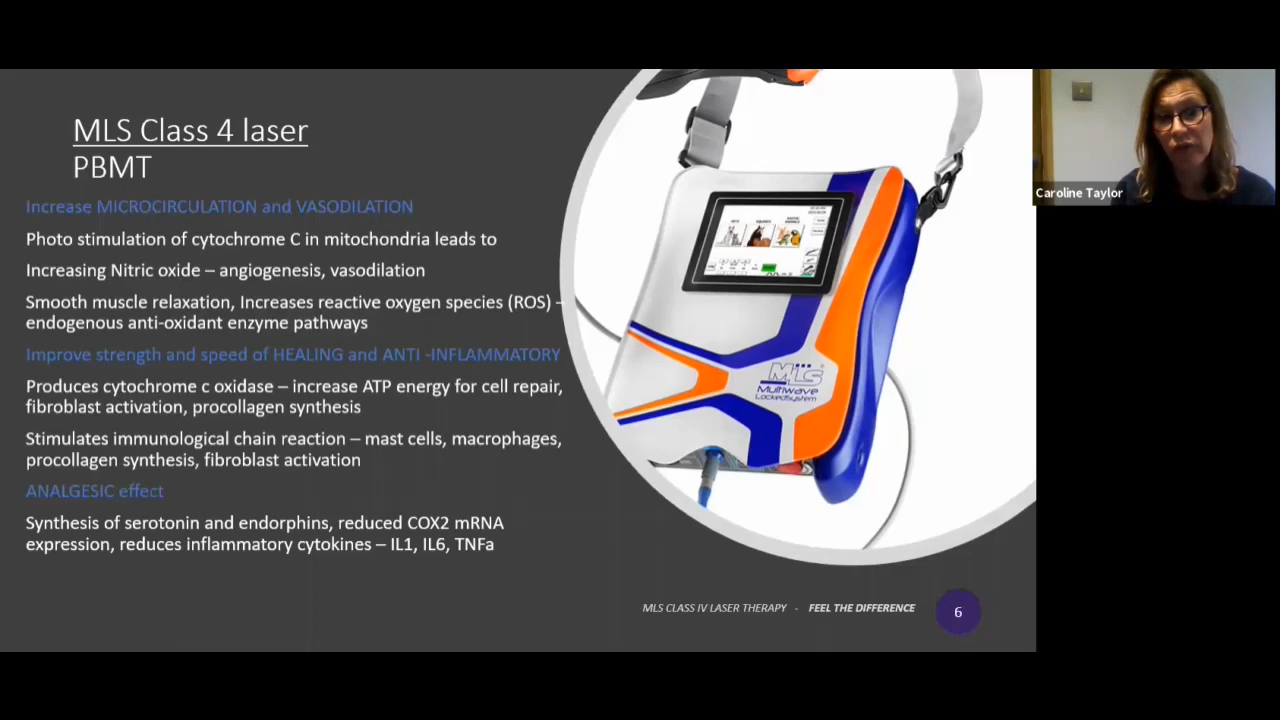 MLS Class 4 laser
PBMT
Increase MICROCIRCULATION and VASODILATION
Photo stimulation of cytochrome C in mitochondria leads to
Increasing Nitric oxide – angiogenesis, vasodilation
Smooth muscle relaxation, Increases reactive oxygen species (ROS) –
endogenous anti-oxidant enzyme pathways
Improve strength and speed of HEALING and ANTI -INFLAMMATORY
Produces cytochrome c oxidase – increase ATP energy for cell repair,
fibroblast activation, procollagen synthesis
Stimulates immunological chain reaction – mast cells, macrophages,
procollagen synthesis, fibroblast activation
ANALGESIC effect
Synthesis of serotonin and endorphins, reduced COX2 mRNA
expression, reduces inflammatory cytokines – IL1, IL6, TNFa
MLS
Multiwave
LockedSystem
MLS CLASS IV LASER THERAPY - FEEL THE DIFFERENCE
6
Caroline Taylor